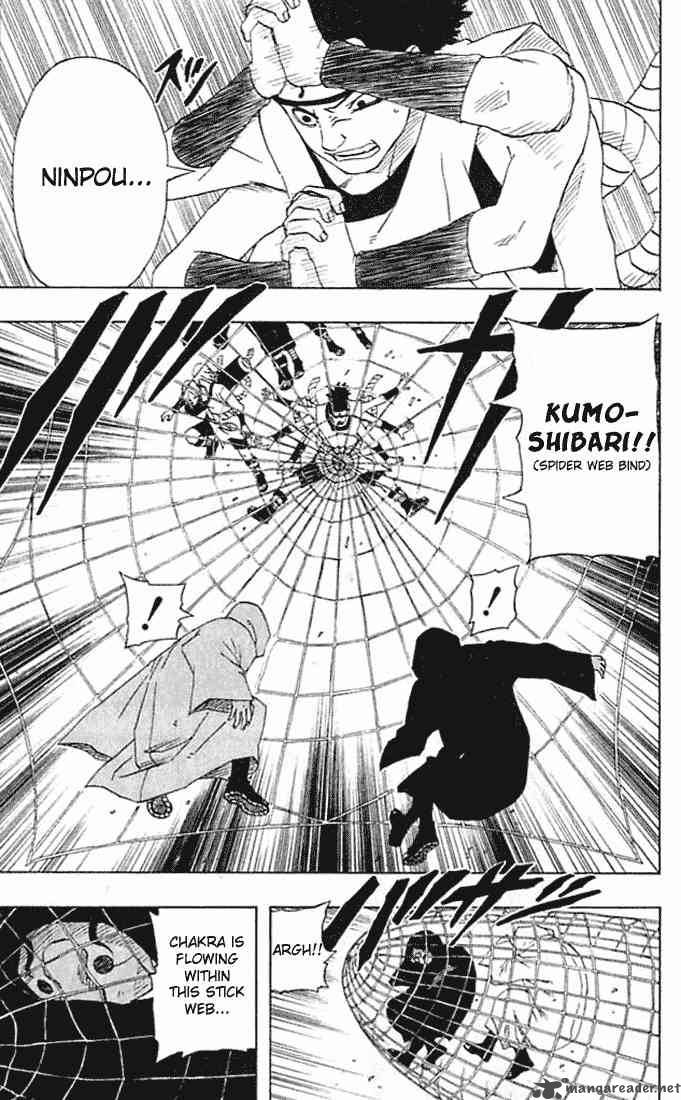 NINPOU...
KUMO-
SHIBARI!!
(SPIDER WEB BIND)
!
!
ARGH!!
CHAKRA IS
FLOWING
WITHIN
THIS STICK
WEB...
mangareader.net